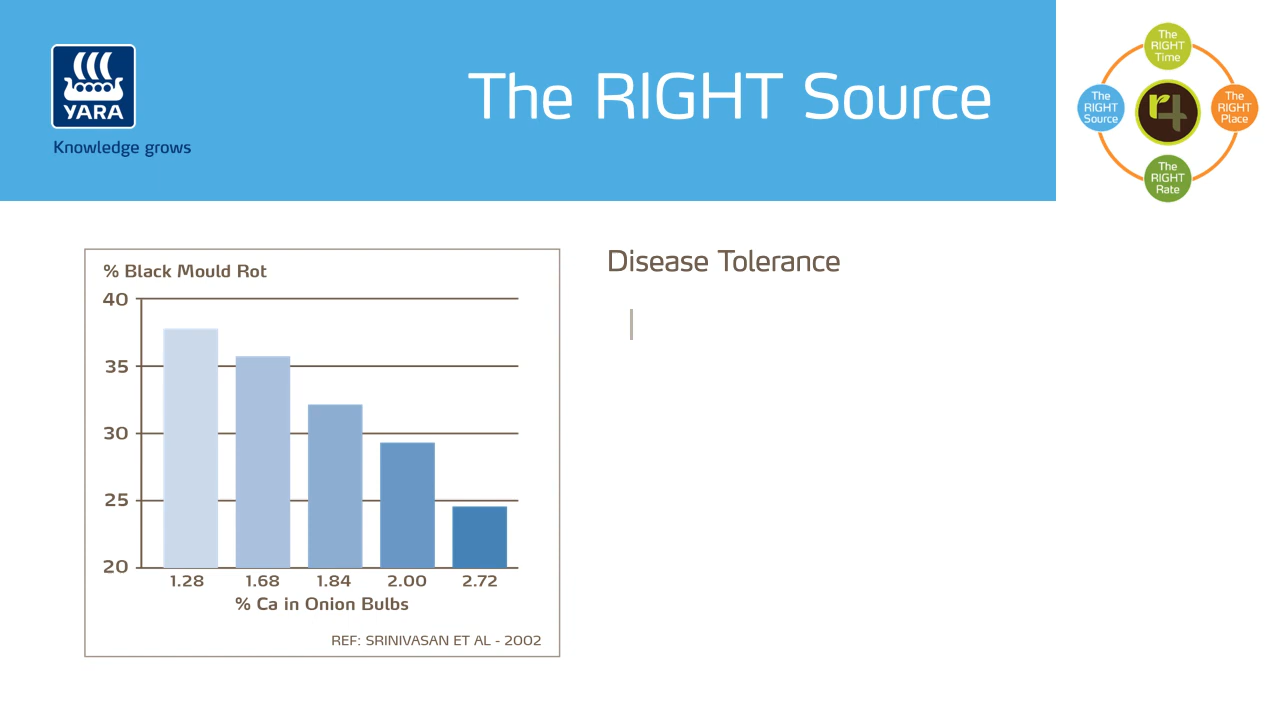 YARA
Knowledge grows
The RIGHT Source
The
RIGHT
Time
The
RIGHT
Source
r4
The
RIGHT
Place
The
RIGHT
Rate
% Black Mould Rot
40
35
30
25
20
1.28 1.68 1.84 2.00 2.72
% Ca in Onion Bulbs
REF: SRINIVASAN ET AL - 2002
Disease Tolerance